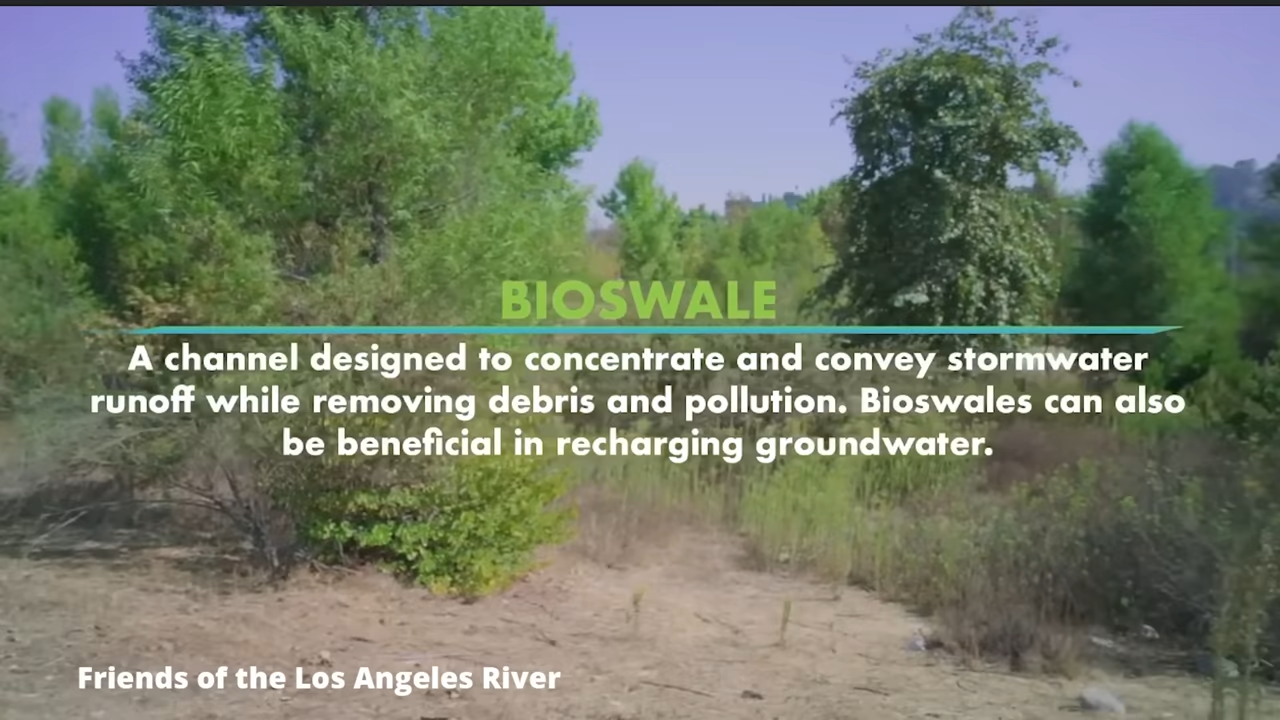 BIOSWALE
A channel designed to concentrate and convey stormwater
runoff while removing debris and pollution. Bioswales can also
be beneficial in recharging groundwater.
Friends of the Los Angeles River